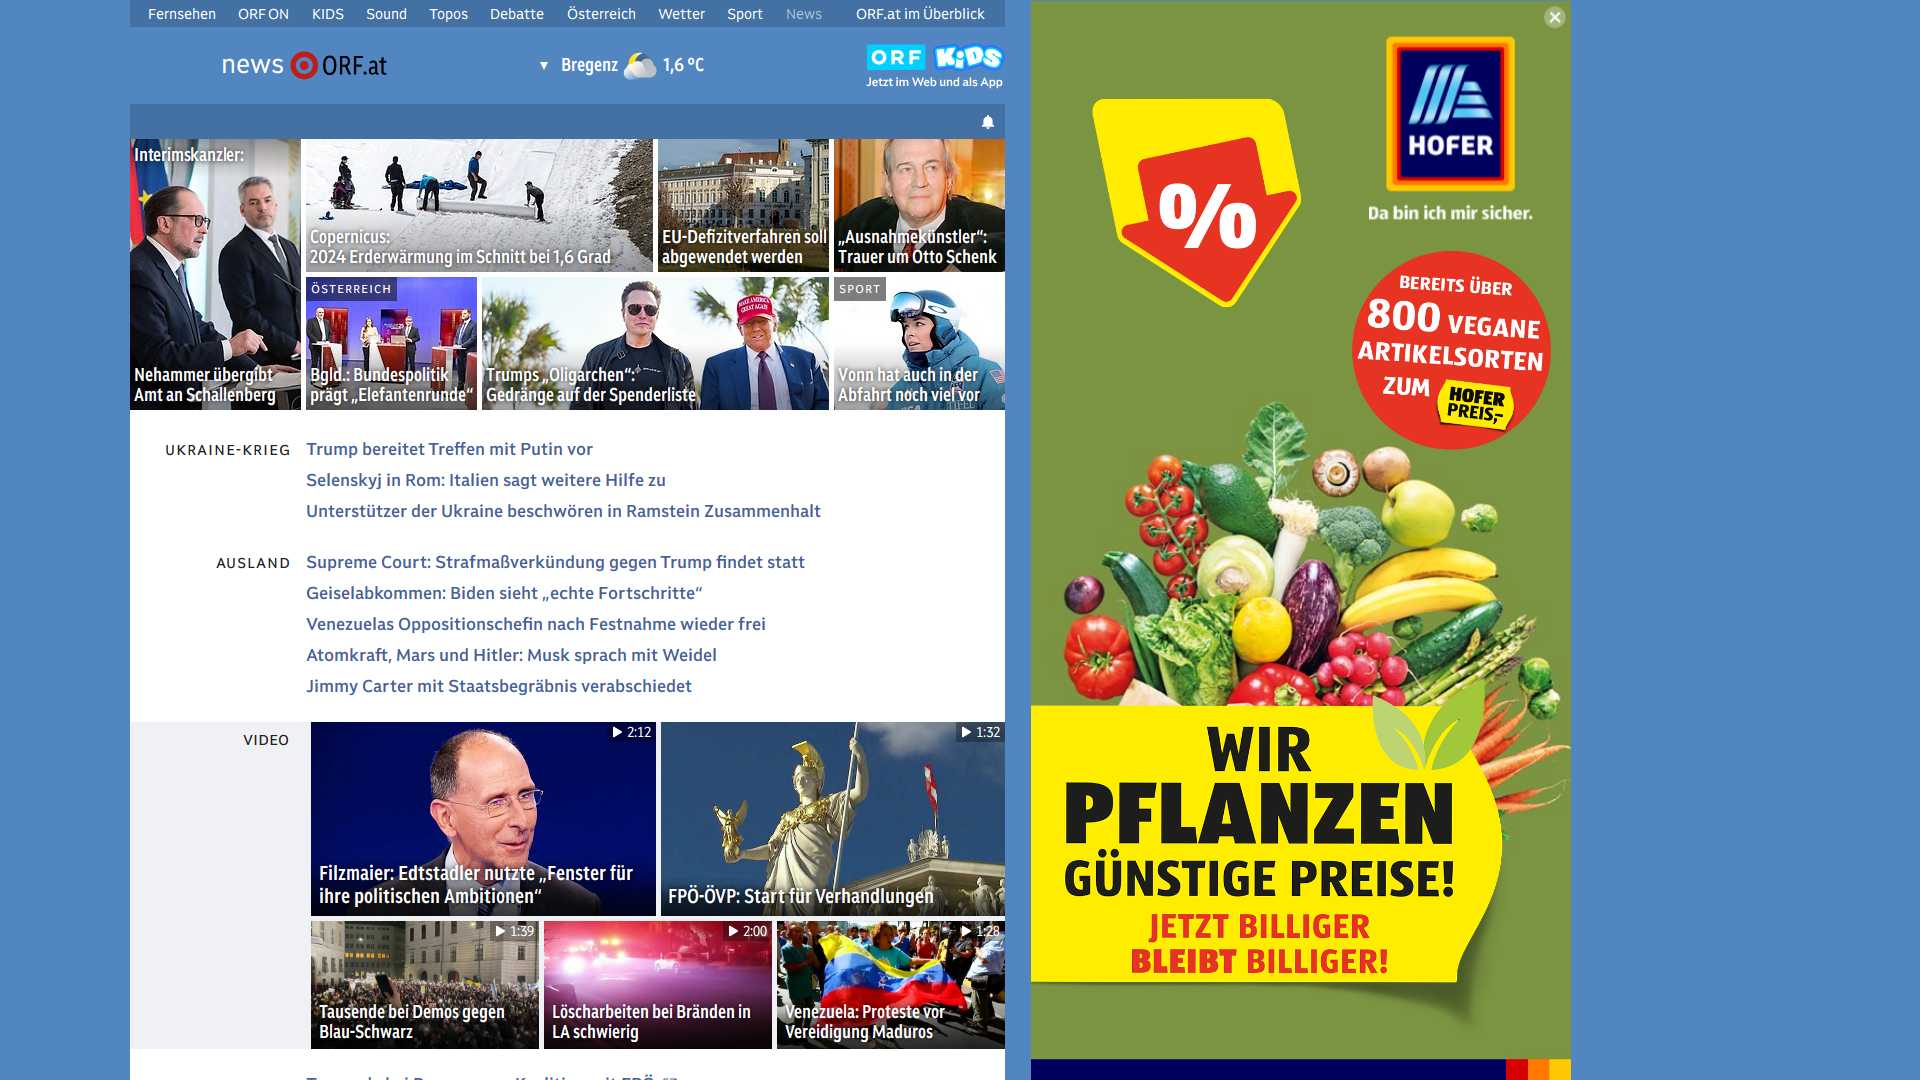 Fernsehen ORF ON KIDS Sound Topos Debatte Österreich Wetter Sport News ORF.at im Überblick
news ORF.at
▼ Bregenz 1,6 °C
ORF KiDS
Jetzt im Web und als App
Interimskanzler:
Nehammer übergibt
Amt an Schallenberg
Copernicus:
2024 Erderwärmung im Schnitt bei 1,6 Grad
EU-Defizitverfahren soll
abgewendet werden
„Ausnahmekünstler“:
Trauer um Otto Schenk
ÖSTERREICH
Bgld.: Bundespolitik
prägt „Elefantenrunde“
MAKE AMERICA
GREAT AGAIN
Trumps „Oligarchen“:
Gedränge auf der Spenderliste
SPORT
Vonn hat auch in der
Abfahrt noch viel vor
UKRAINE-KRIEG
Trump bereitet Treffen mit Putin vor
Selenskyj in Rom: Italien sagt weitere Hilfe zu
Unterstützer der Ukraine beschwören in Ramstein Zusammenhalt
AUSLAND
Supreme Court: Strafmaßverkündung gegen Trump findet statt
Geiselabkommen: Biden sieht „echte Fortschritte“
Venezuelas Oppositionschefin nach Festnahme wieder frei
Atomkraft, Mars und Hitler: Musk sprach mit Weidel
Jimmy Carter mit Staatsbegräbnis verabschiedet
VIDEO
2:12
Filzmaier: Edtstadler nutzte „Fenster für
ihre politischen Ambitionen“
1:32
FPÖ-ÖVP: Start für Verhandlungen
1:39
Tausende bei Demos gegen
Blau-Schwarz
2:00
Löscharbeiten bei Bränden in
LA schwierig
1:28
Venezuela: Proteste vor
Vereidigung Maduros
%
HOFER
Da bin ich mir sicher.
BEREITS ÜBER
800 VEGANE
ARTIKELSORTEN
ZUM HOFER
PREIS,-
WIR
PFLANZEN
GÜNSTIGE PREISE!
JETZT BILLIGER
BLEIBT BILLIGER!